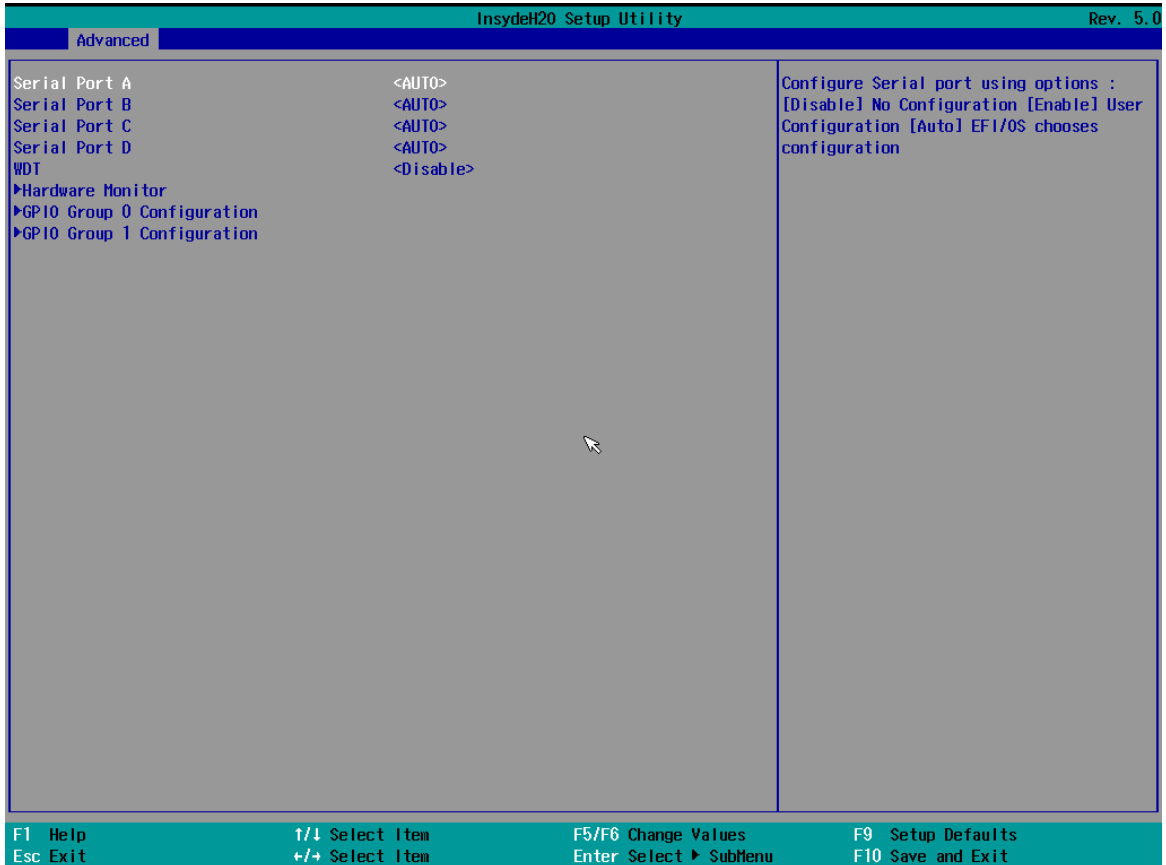 InsydeH20 Setup Utility Rev. 5.0
Advanced
Serial Port A <AUTO>
Serial Port B <AUTO>
Serial Port C <AUTO>
Serial Port D <AUTO>
WDT <Disable>
▶Hardware Monitor
▶GPIO Group 0 Configuration
▶GPIO Group 1 Configuration
Configure Serial port using options :
[Disable] No Configuration [Enable] User
Configuration [Auto] EFI/OS chooses
configuration
F1 Help ↑/↓ Select Item F5/F6 Change Values F9 Setup Defaults
Esc Exit ←/→ Select Item Enter Select ▶ SubMenu F10 Save and Exit